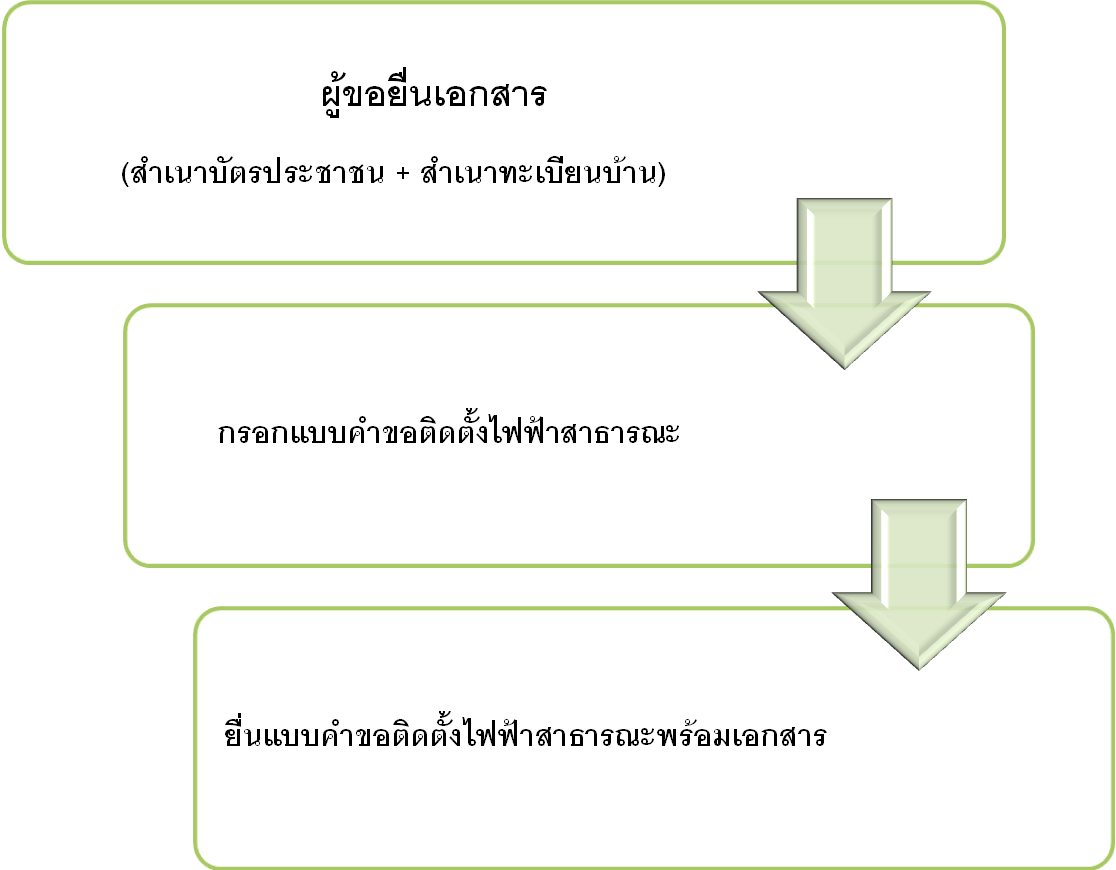 ผู้ขอยื่นเอกสาร
(สำเนาบัตรประชาชน + สำเนาทะเบียนบ้าน)
กรอกแบบคำขอติดตั้งไฟฟ้าสาธารณะ
ยื่นแบบคำขอติดตั้งไฟฟ้าสาธารณะพร้อมเอกสาร